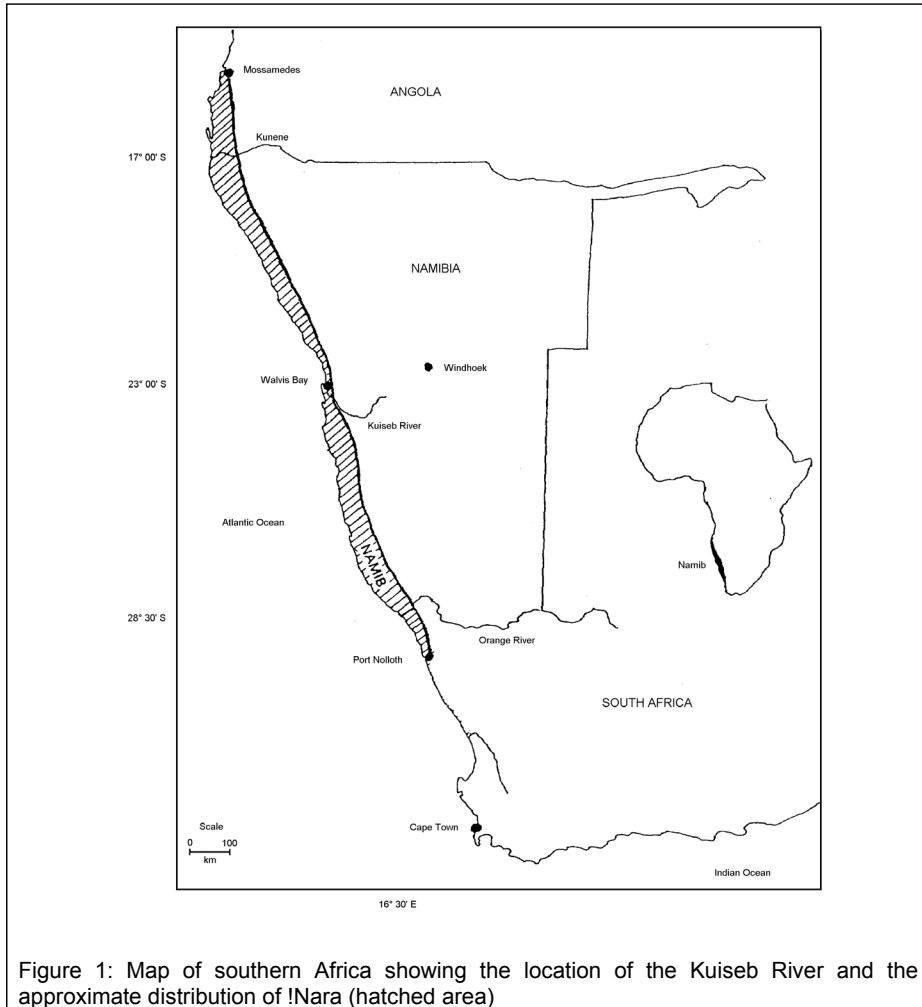 Mossamedes
ANGOLA
Kunene
17° 00' S
NAMIBIA
Windhoek
Walvis Bay
23° 00' S
Kuiseb River
Atlantic Ocean
NAMIB
Namib
28° 30' S
Orange River
Port Nolloth
SOUTH AFRICA
Scale
0 100
km
Cape Town
Indian Ocean
16° 30' E
Figure 1: Map of southern Africa showing the location of the Kuiseb River and the
approximate distribution of !Nara (hatched area)